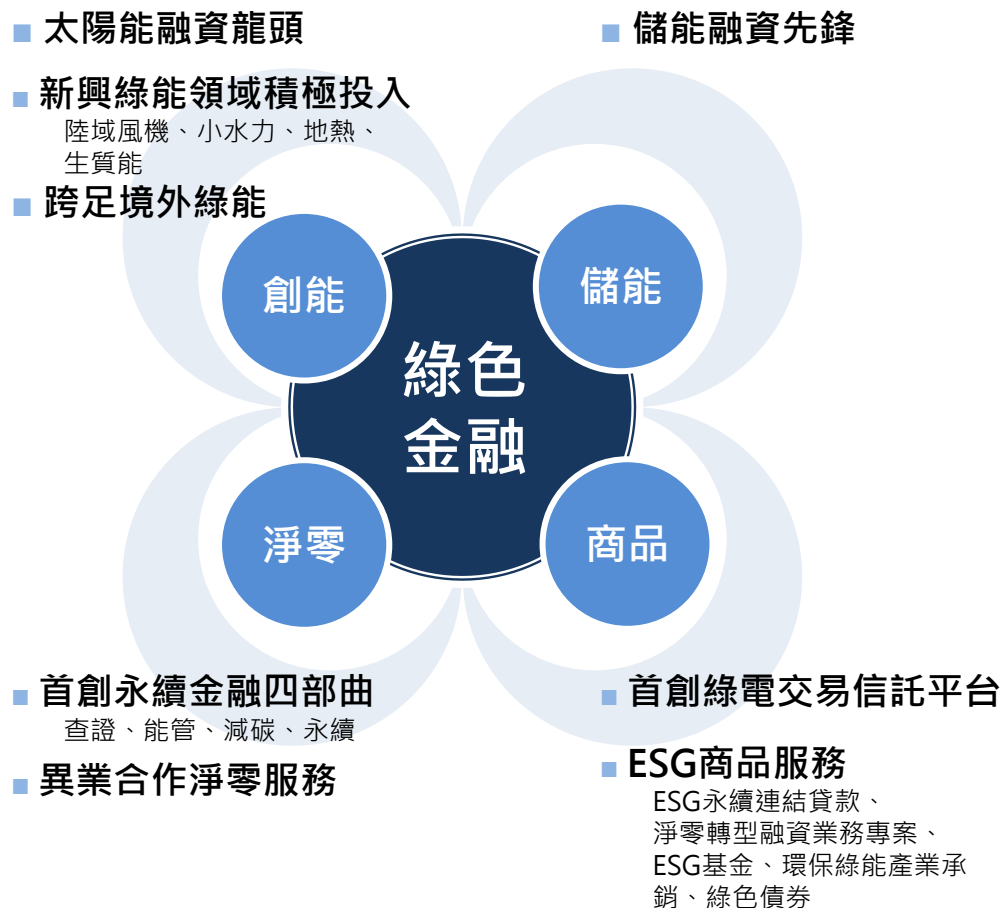 太陽能融資龍頭
新興綠能領域積極投入
陸域風機、小水力、地熱、
生質能
跨足境外綠能
儲能融資先鋒
創能
儲能
綠色
金融
淨零
商品
首創永續金融四部曲
查證、能管、減碳、永續
異業合作淨零服務
首創綠電交易信託平台
ESG商品服務
ESG永續連結貸款、
淨零轉型融資業務專案、
ESG基金、環保綠能產業承
銷、綠色債券